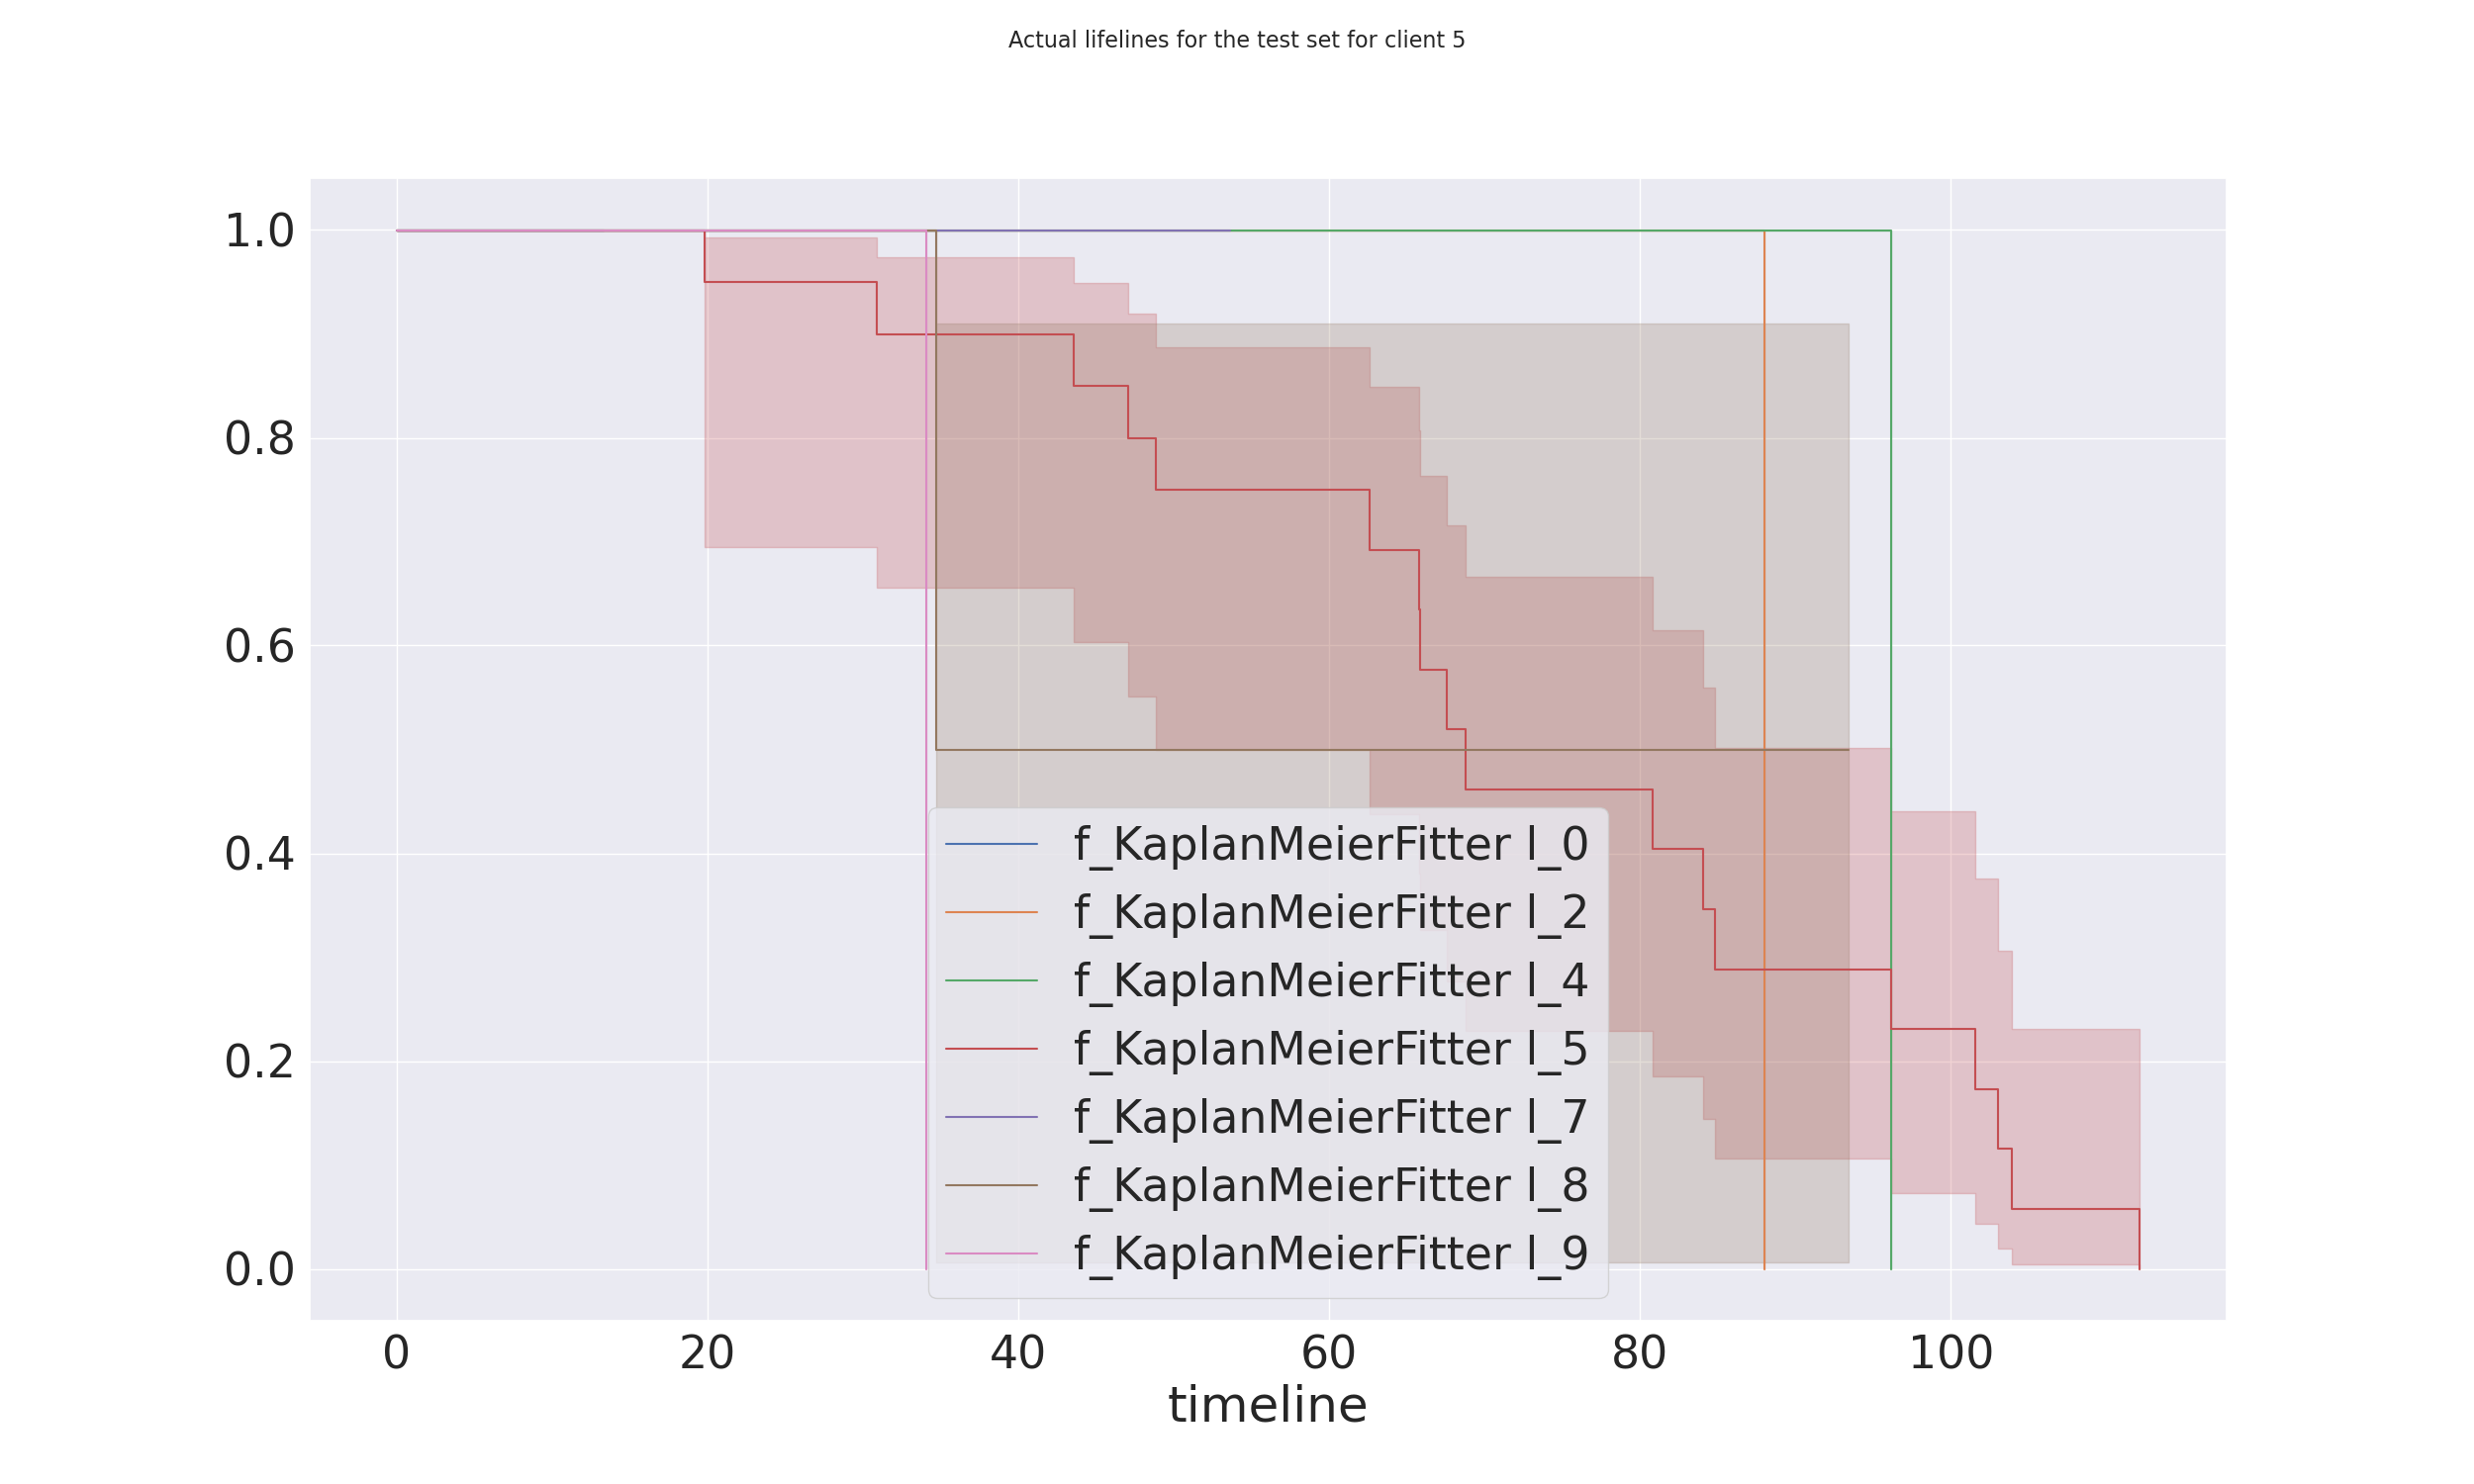 Actual lifelines for the test set for client 5
1.0
0.8
0.6
0.4
0.2
0.0
f_KaplanMeierFitter l_0
f_KaplanMeierFitter l_2
f_KaplanMeierFitter l_4
f_KaplanMeierFitter l_5
f_KaplanMeierFitter l_7
f_KaplanMeierFitter l_8
f_KaplanMeierFitter l_9
0 20 40 60 80 100
timeline